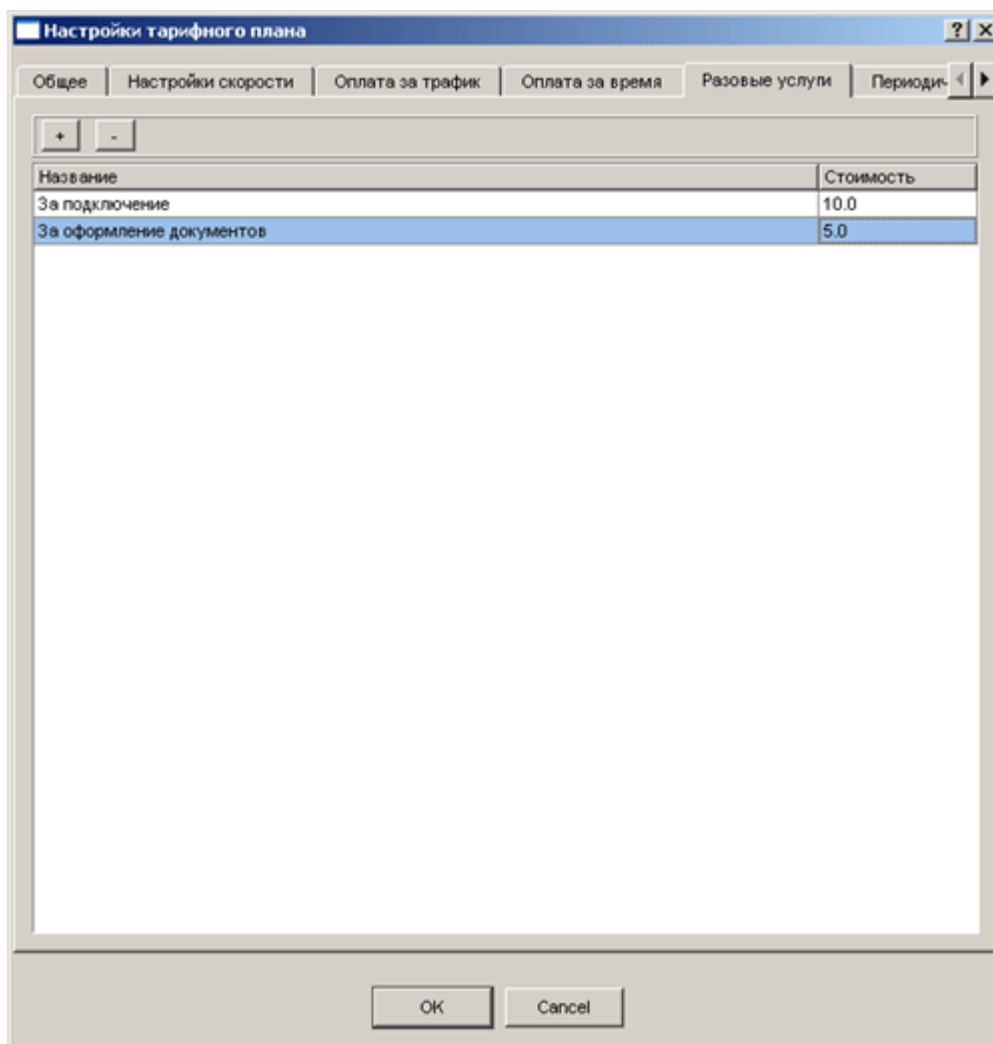 Настройки тарифного плана ? X
Общее Настройки скорости Оплата за трафик Оплата за время Разовые услуги Периодич
+ -
Название Стоимость
За подключение 10.0
За оформление документов 5.0
OK Cancel